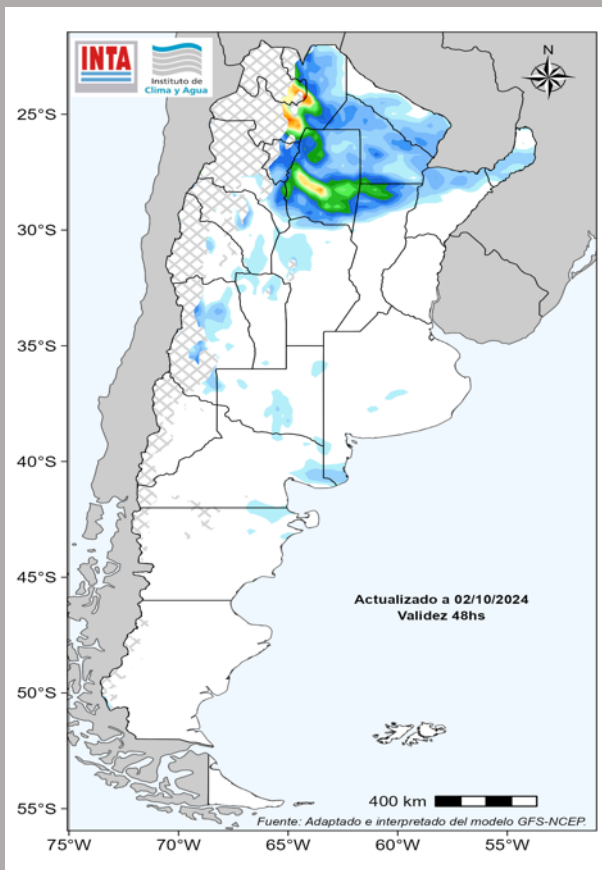 INTA
Instituto de
Clima y Agua
N
25°S
30°S
35°S
40°S
45°S
50°S
55°S
Actualizado a 02/10/2024
Validez 48hs
400 km
Fuente: Adaptado e interpretado del modelo GFS-NCEP.
75°W
70°W
65°W
60°W
55°W